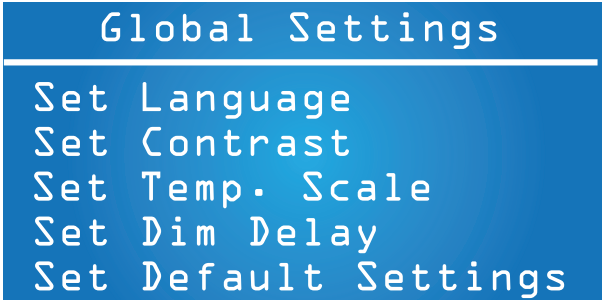 Global Settings
Set Language
Set Contrast
Set Temp. Scale
Set Dim Delay
Set Default Settings